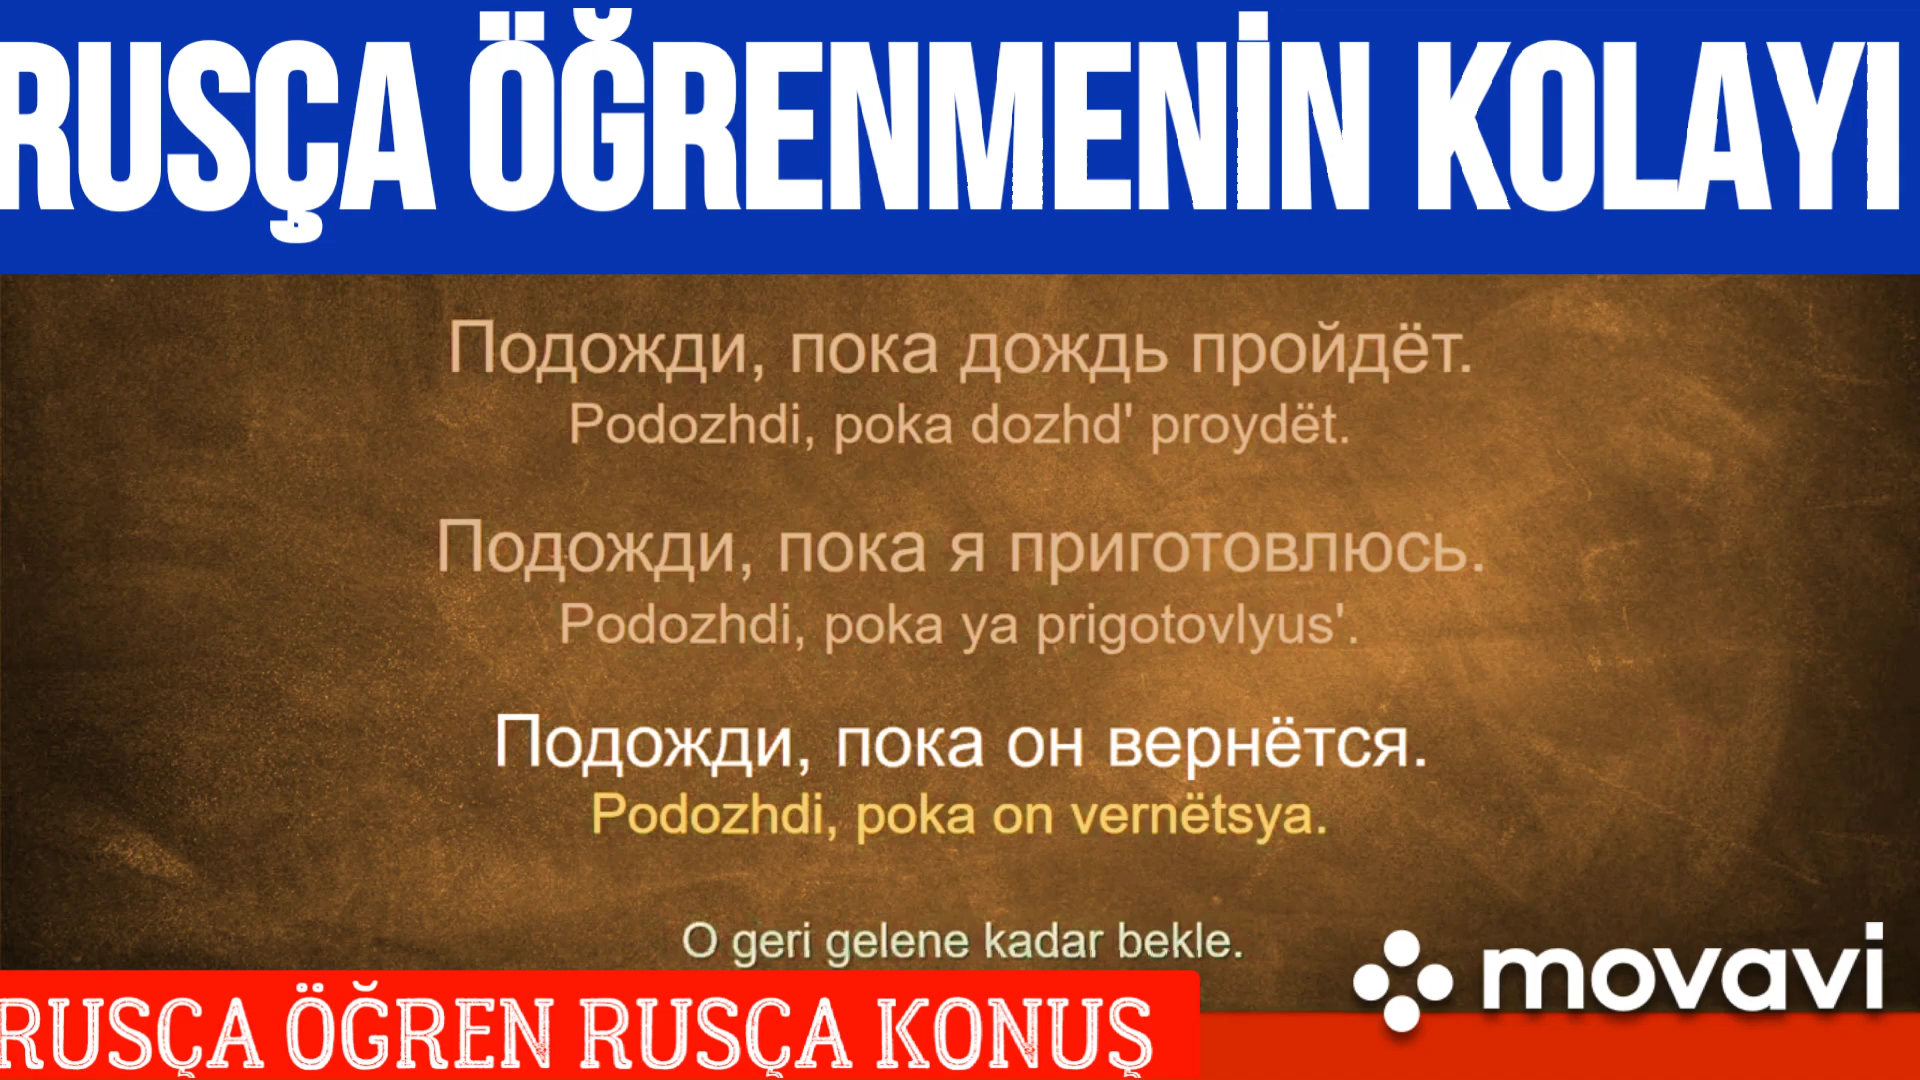 RUSÇA ÖĞRENMENİN KOLAYI
Подожди, пока дождь пройдёт.
Podozhdi, poka dozhd' proydët.
Подожди, пока я приготовлюсь.
Podozhdi, poka ya prigotovlyus'.
Подожди, пока он вернётся.
Podozhdi, poka on vernëtsya.
O geri gelene kadar bekle.
movavi
RUSÇA ÖĞREN RUSÇA KONUŞ